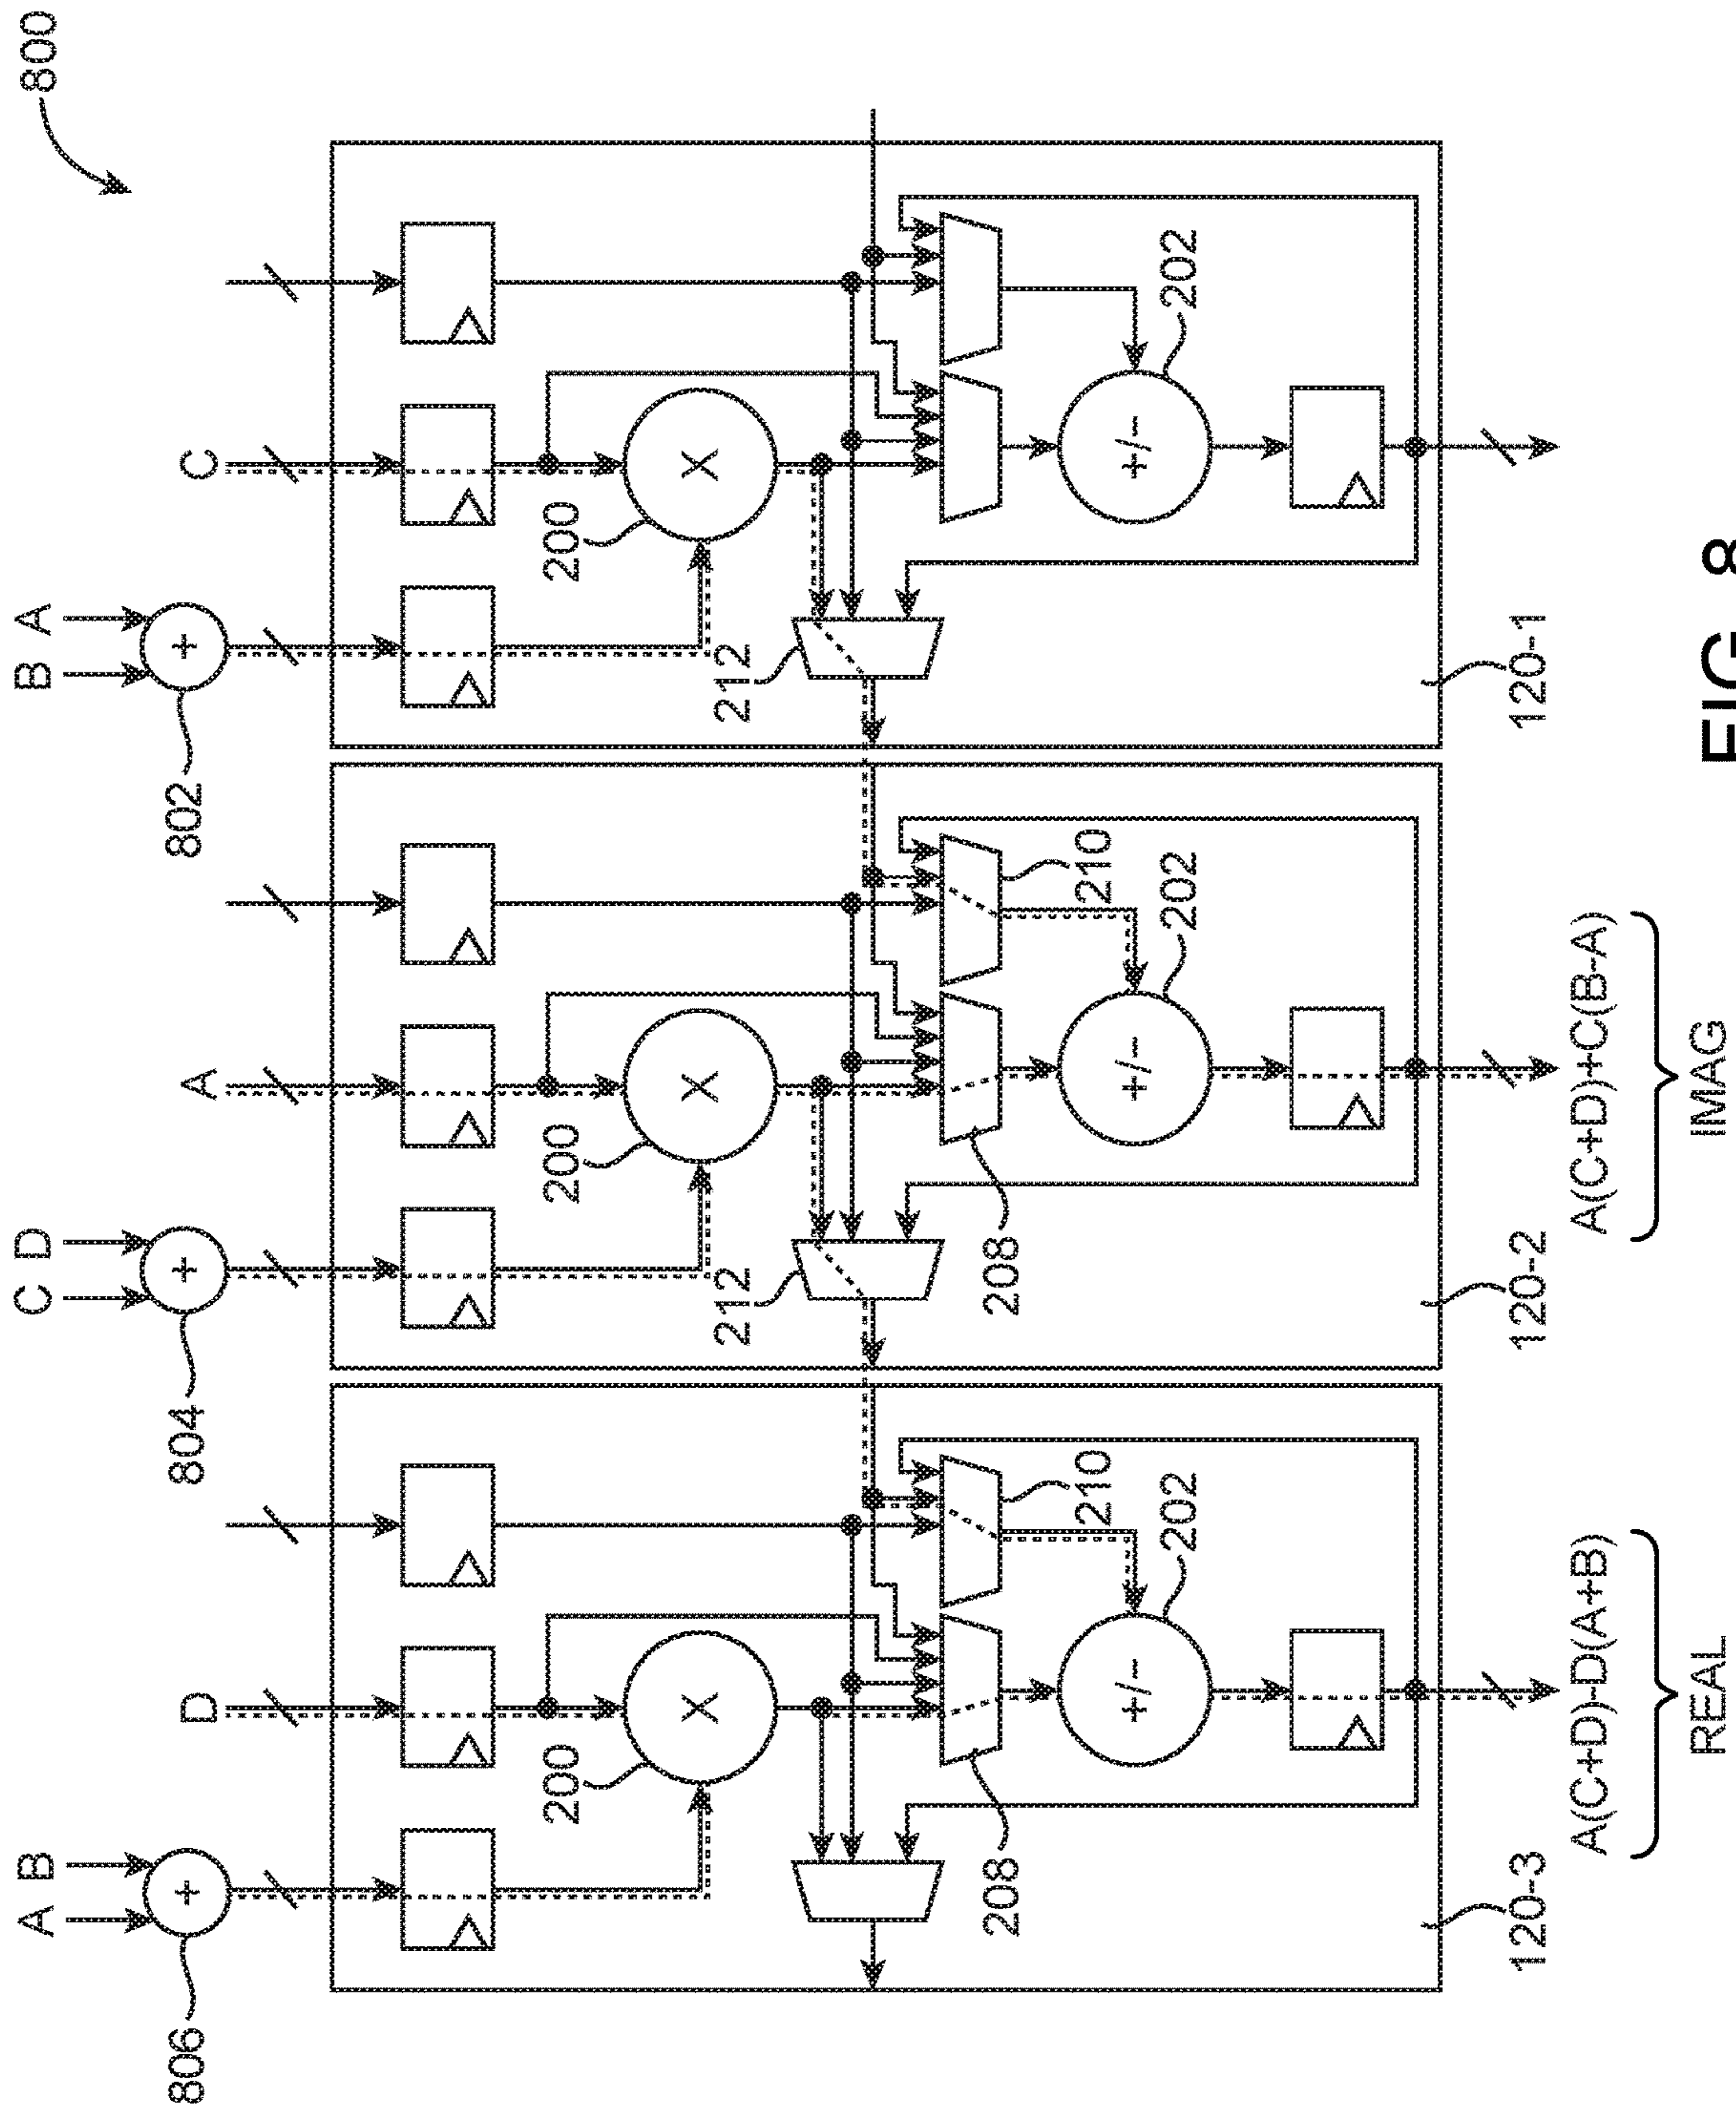 A B
C D
B A
800
806
+
D
804
+
A
802
+
C
200
200
200
X
X
X
212
212
208
208
210
210
+/-
+/-
+/-
202
202
202
120-3
120-2
120-1
A(C+D)-D(A+B)
A(C+D)+C(B-A)
REAL
IMAG
FIG. 8